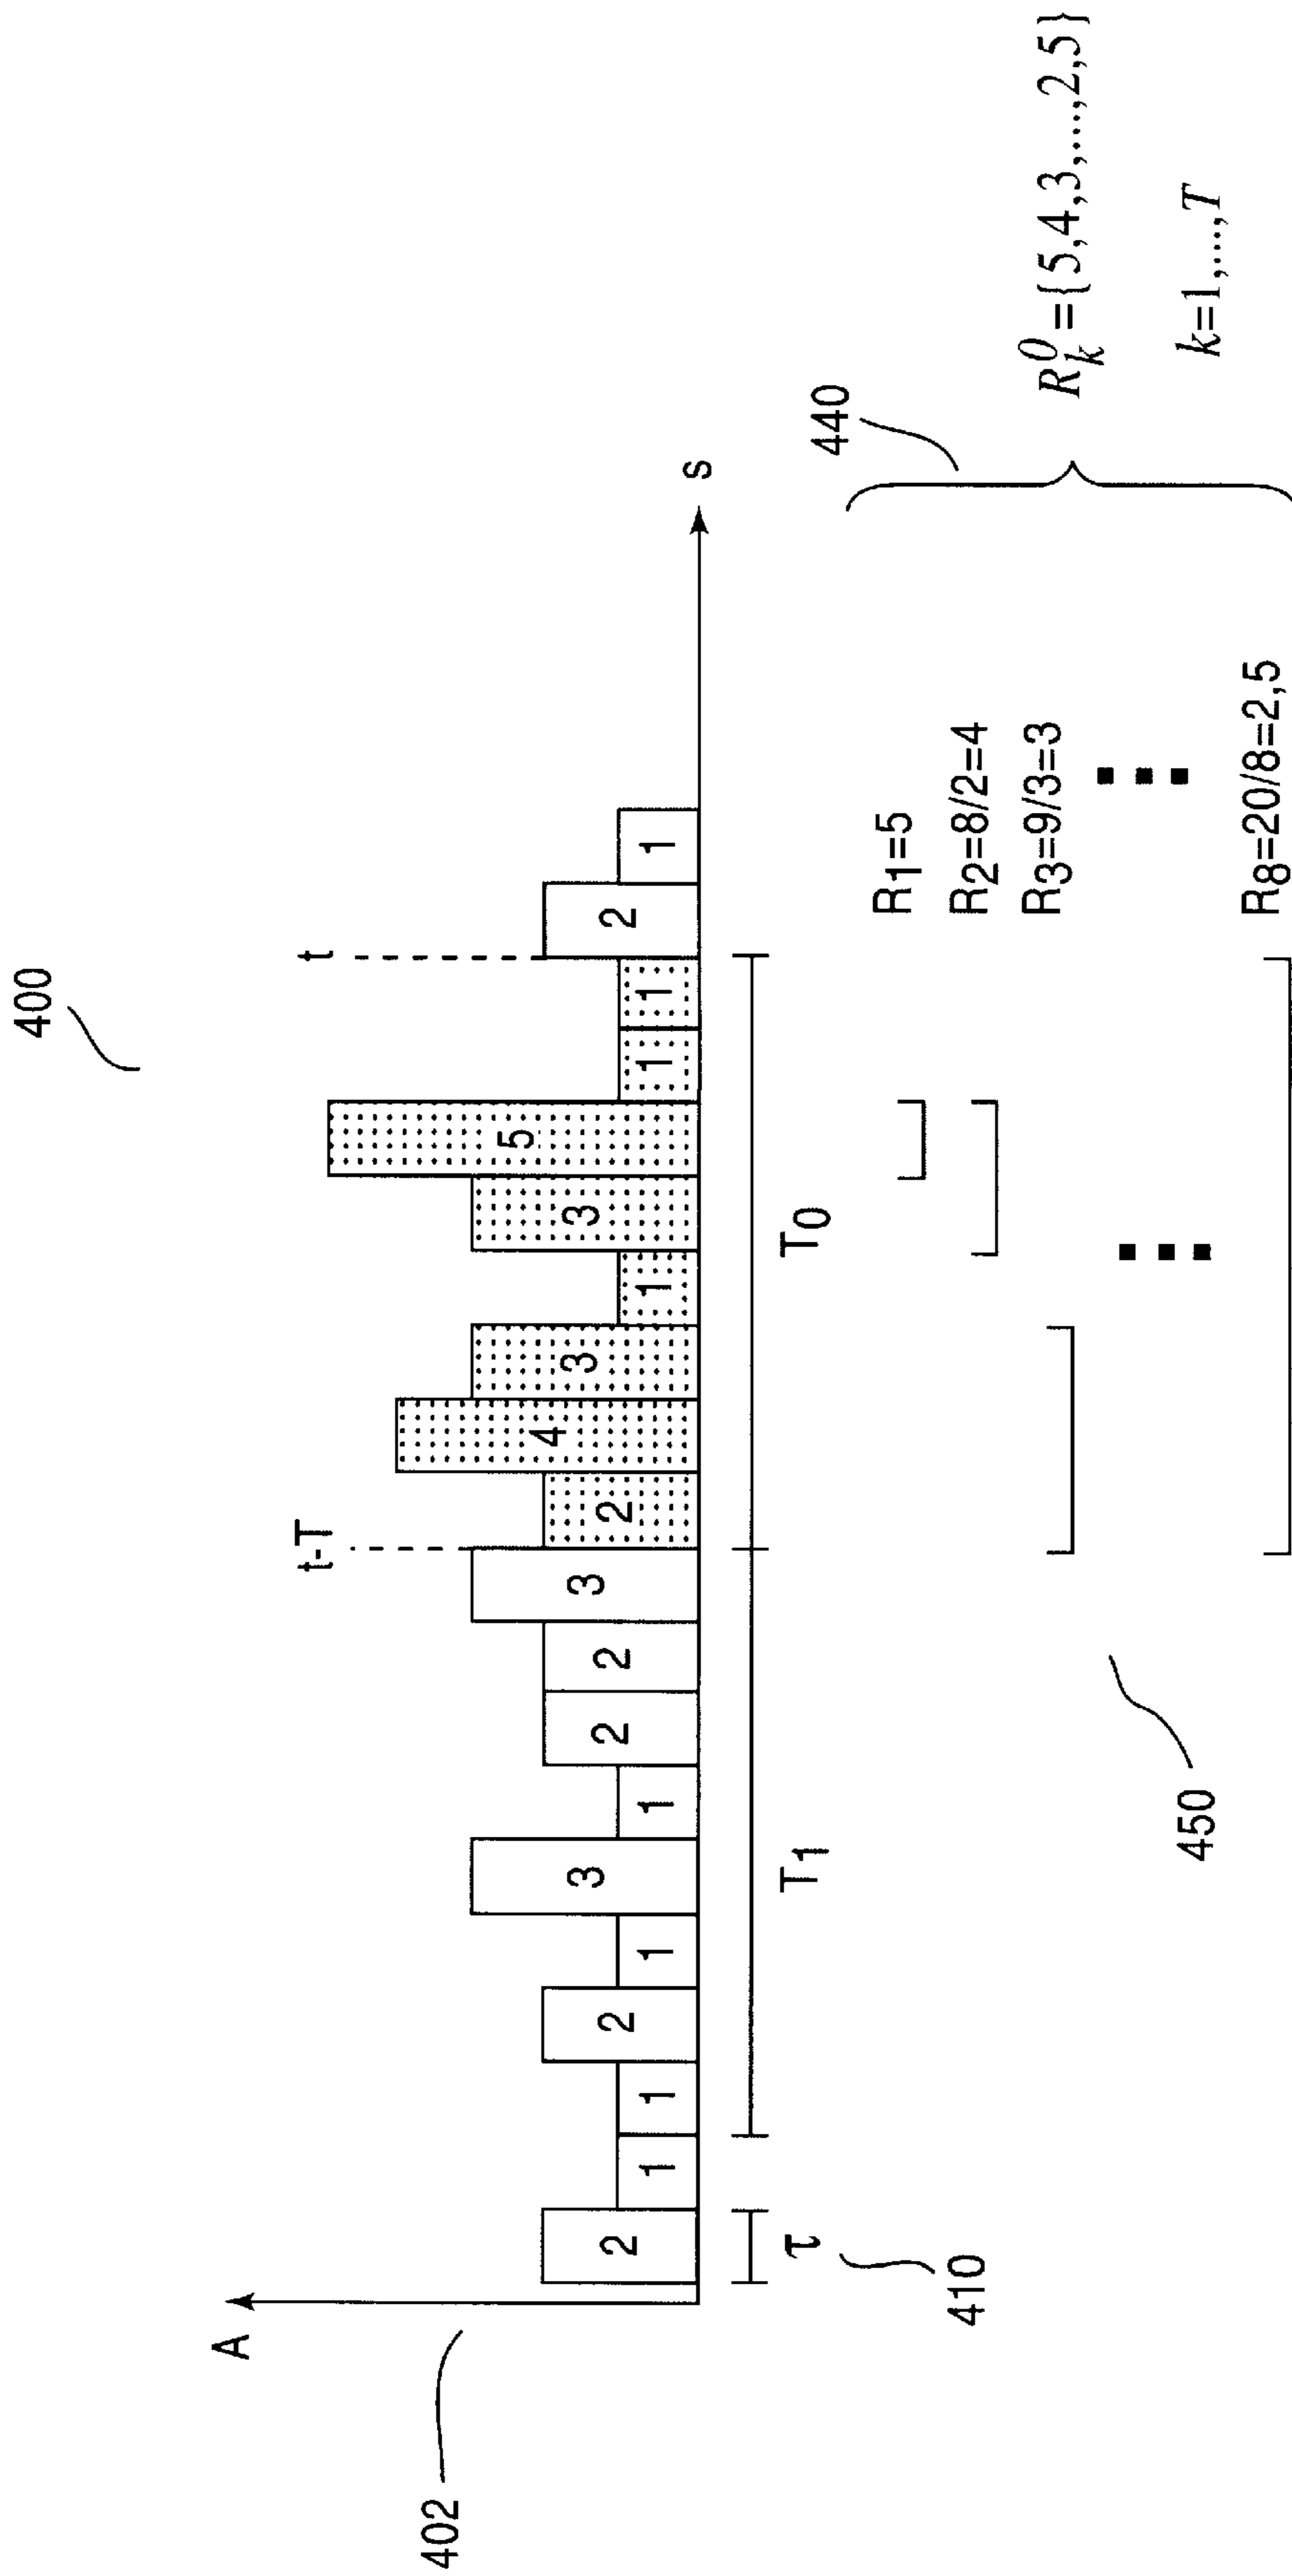 400
A
402
t-T
t
2
1
1
2
1
3
1
2
2
3
2
4
3
1
3
5
1
1
2
1
s
τ
410
T1
T0
440
R1=5
R2=8/2=4
R3=9/3=3
R8=20/8=2,5
450
R0k={5,4,3,...,2,5}
k=1,...,T